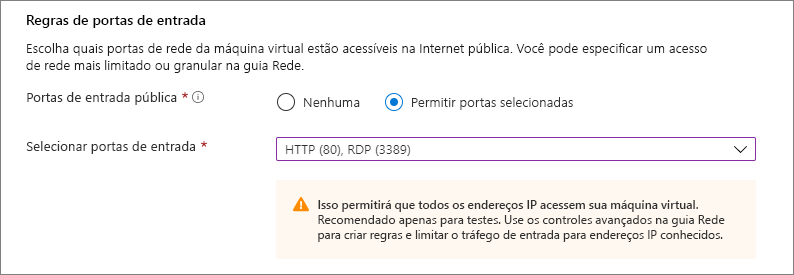 Regras de portas de entrada
Escolha quais portas de rede da máquina virtual estão acessíveis na Internet pública. Você pode especificar um acesso
de rede mais limitado ou granular na guia Rede.
Portas de entrada pública * Nenhuma Permitir portas selecionadas
Selecionar portas de entrada * HTTP (80), RDP (3389)
Isso permitirá que todos os endereços IP acessem sua máquina virtual.
Recomendado apenas para testes. Use os controles avançados na guia Rede
para criar regras e limitar o tráfego de entrada para endereços IP conhecidos.